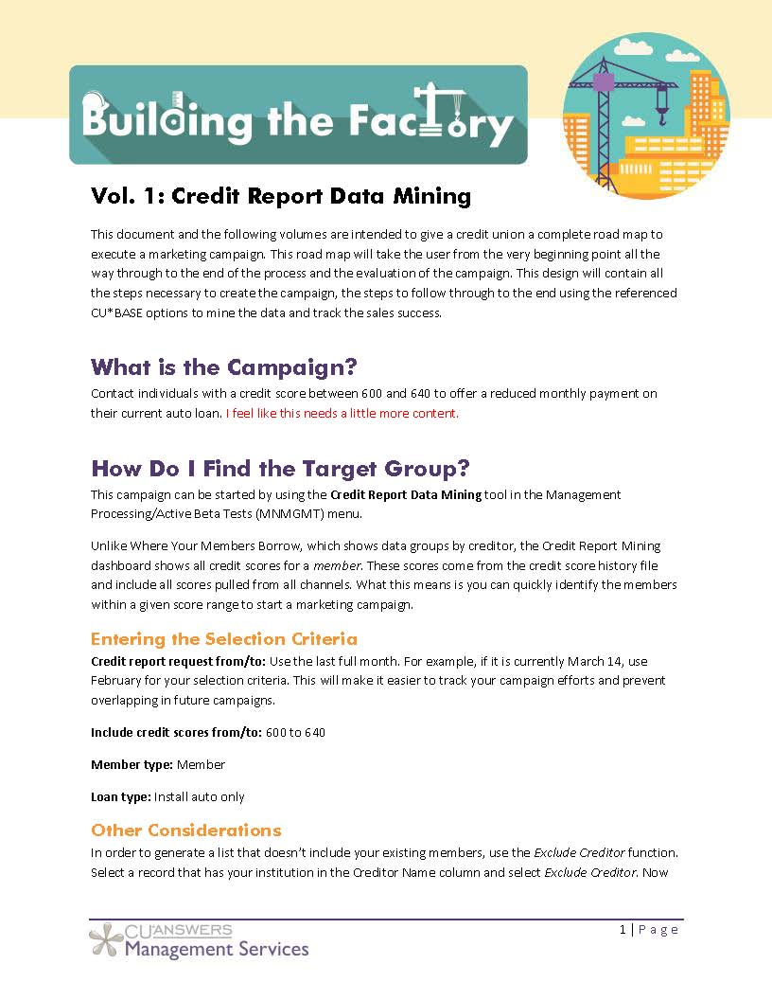 Building the Factory
Vol. 1: Credit Report Data Mining
This document and the following volumes are intended to give a credit union a complete road map to
execute a marketing campaign. This road map will take the user from the very beginning point all the
way through to the end of the process and the evaluation of the campaign. This design will contain all
the steps necessary to create the campaign, the steps to follow through to the end using the referenced
CU*BASE options to mine the data and track the sales success.
What is the Campaign?
Contact individuals with a credit score between 600 and 640 to offer a reduced monthly payment on
their current auto loan. I feel like this needs a little more content.
How Do I Find the Target Group?
This campaign can be started by using the Credit Report Data Mining tool in the Management
Processing/Active Beta Tests (MNMGMT) menu.
Unlike Where Your Members Borrow, which shows data groups by creditor, the Credit Report Mining
dashboard shows all credit scores for a member. These scores come from the credit score history file
and include all scores pulled from all channels. What this means is you can quickly identify the members
within a given score range to start a marketing campaign.
Entering the Selection Criteria
Credit report request from/to: Use the last full month. For example, if it is currently March 14, use
February for your selection criteria. This will make it easier to track your campaign efforts and prevent
overlapping in future campaigns.
Include credit scores from/to: 600 to 640
Member type: Member
Loan type: Install auto only
Other Considerations
In order to generate a list that doesn't include your existing members, use the Exclude Creditor function.
Select a record that has your institution in the Creditor Name column and select Exclude Creditor. Now
CU*ANSWERS
Management Services
1 | Page